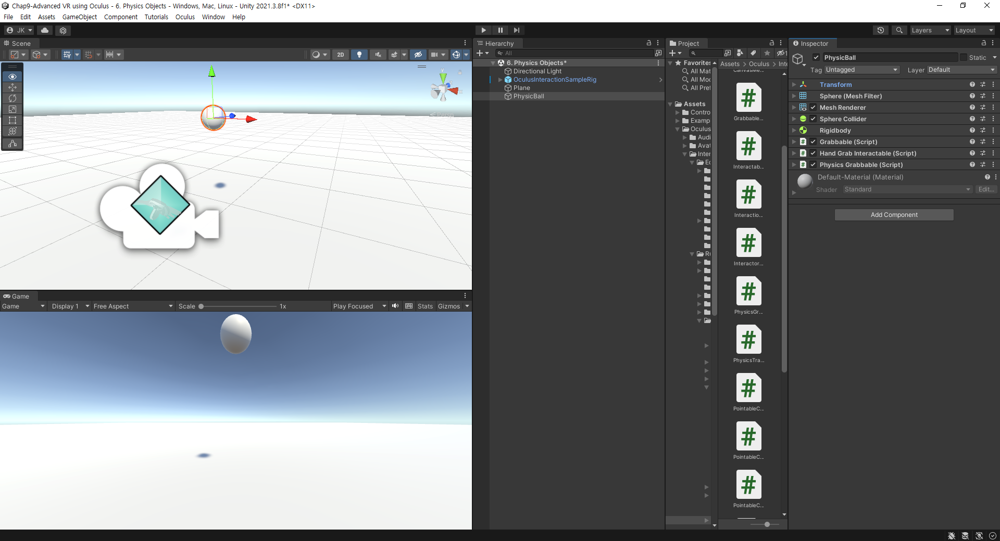 Chap9-Advanced VR using Oculus - 6. Physics Objects - Windows, Mac, Linux - Unity 2021.3.8f1* <DX11>
File Edit Assets GameObject Component Tutorials Oculus Window Help
JK
Layers
Layout
Scene
2D
y
Persp
Game
Game
Display 1
Free Aspect
Scale
1x
Play Focused
Stats
Gizmos
Hierarchy
All
6. Physics Objects*
Directional Light
OculusInteractionSampleRig
Plane
PhysicBall
Project
1
Favorites
All Mat
All Moc
All Pref
Assets
Contro
Examp
Oculus
Audi
Avat
Inter
Ec
Ru
Assets > Oculus > Inte
CanvasMe...
Grabbable...
Interactab...
Interactio...
Interactor...
PhysicsGr...
PhysicsTra...
PointableC...
PointableC...
PointableC...
Inspector
PhysicBall
Static
Tag Untagged
Layer Default
Transform
Sphere (Mesh Filter)
Mesh Renderer
Sphere Collider
Rigidbody
Grabbable (Script)
Hand Grab Interactable (Script)
Physics Grabbable (Script)
Default-Material (Material)
Shader Standard
Edit...
Add Component